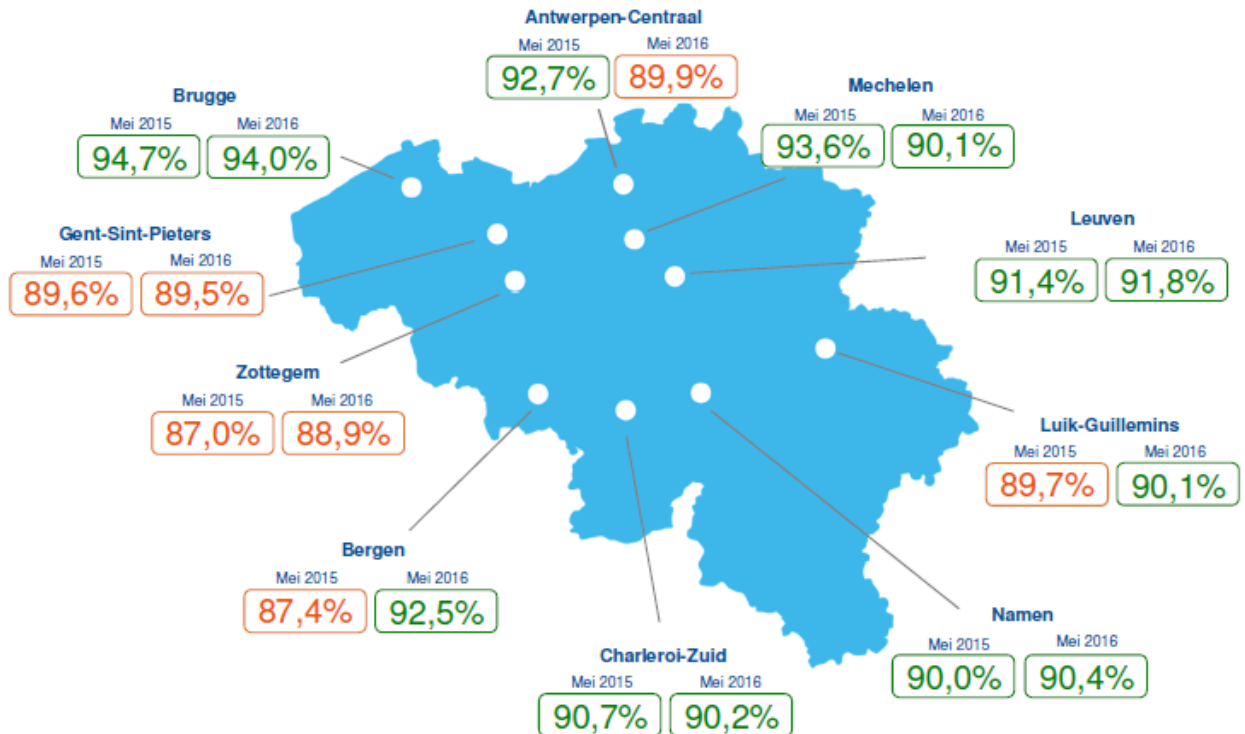 Antwerpen-Centraal
Mei 2015 Mei 2016
92,7% 89,9%
Brugge
Mei 2015 Mei 2016
94,7% 94,0%
Mechelen
Mei 2015 Mei 2016
93,6% 90,1%
Gent-Sint-Pieters
Mei 2015 Mei 2016
89,6% 89,5%
Leuven
Mei 2015 Mei 2016
91,4% 91,8%
Zottegem
Mei 2015 Mei 2016
87,0% 88,9%
Luik-Guillemins
Mei 2015 Mei 2016
89,7% 90,1%
Bergen
Mei 2015 Mei 2016
87,4% 92,5%
Namen
Mei 2015 Mei 2016
90,0% 90,4%
Charleroi-Zuid
Mei 2015 Mei 2016
90,7% 90,2%